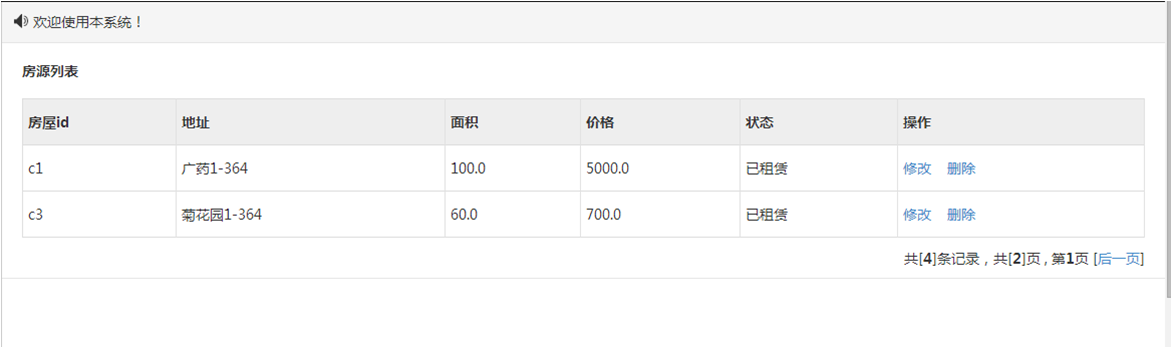 欢迎使用本系统！
房源列表
房屋id 地址 面积 价格 状态 操作
c1 广药1-364 100.0 5000.0 已租赁 修改 删除
c3 菊花园1-364 60.0 700.0 已租赁 修改 删除
共[4]条记录，共[2]页，第1页 [后一页]